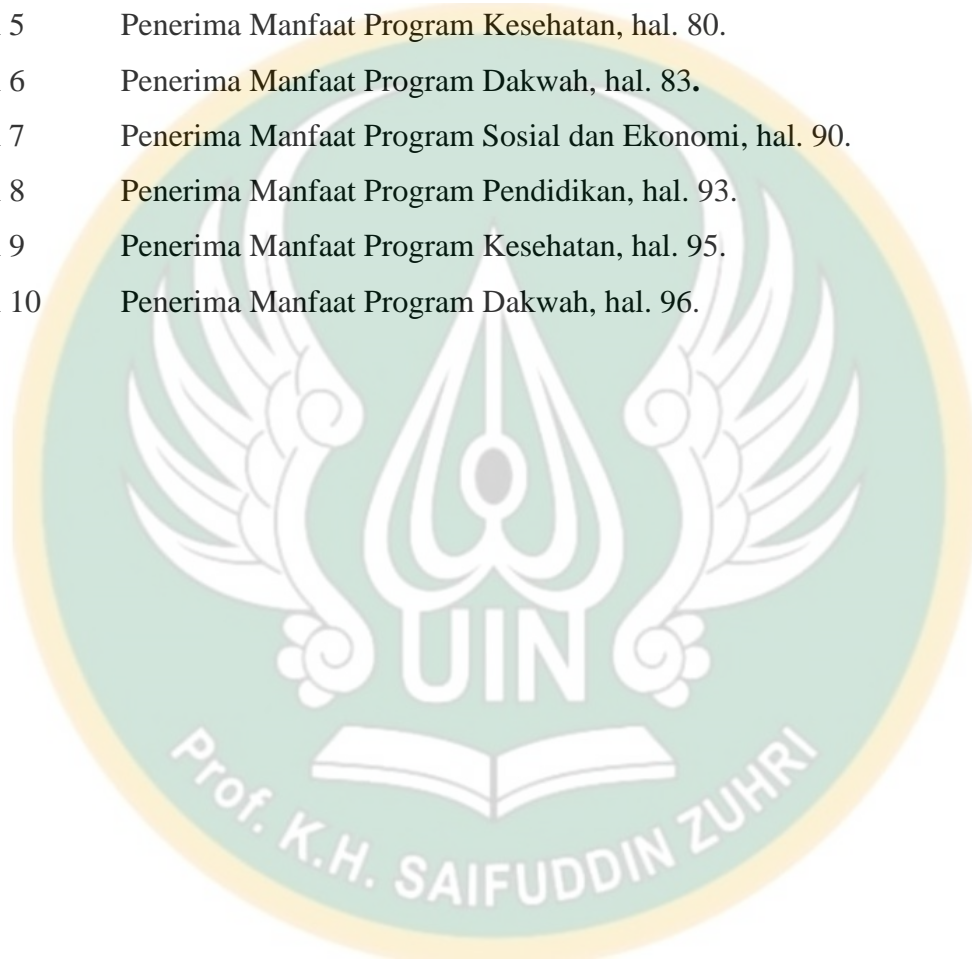 5 Penerima Manfaat Program Kesehatan, hal. 80.
6 Penerima Manfaat Program Dakwah, hal. 83.
7 Penerima Manfaat Program Sosial dan Ekonomi, hal. 90.
8 Penerima Manfaat Program Pendidikan, hal. 93.
9 Penerima Manfaat Program Kesehatan, hal. 95.
10 Penerima Manfaat Program Dakwah, hal. 96.
UIN
Prof. K.H. SAIFUDDIN ZUHRI